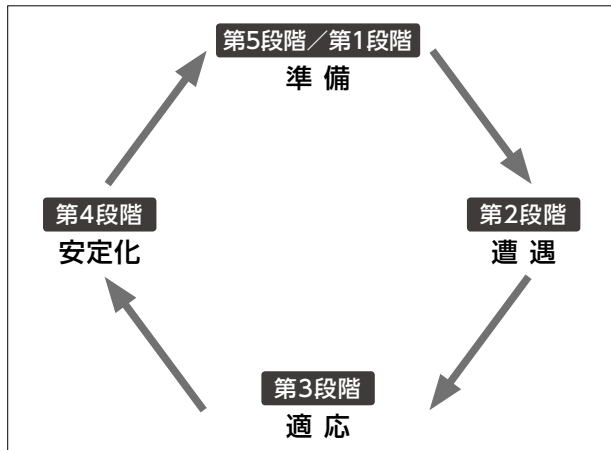 第5段階／第1段階
準 備
第4段階
安定化
第2段階
遭 遇
第3段階
適 応